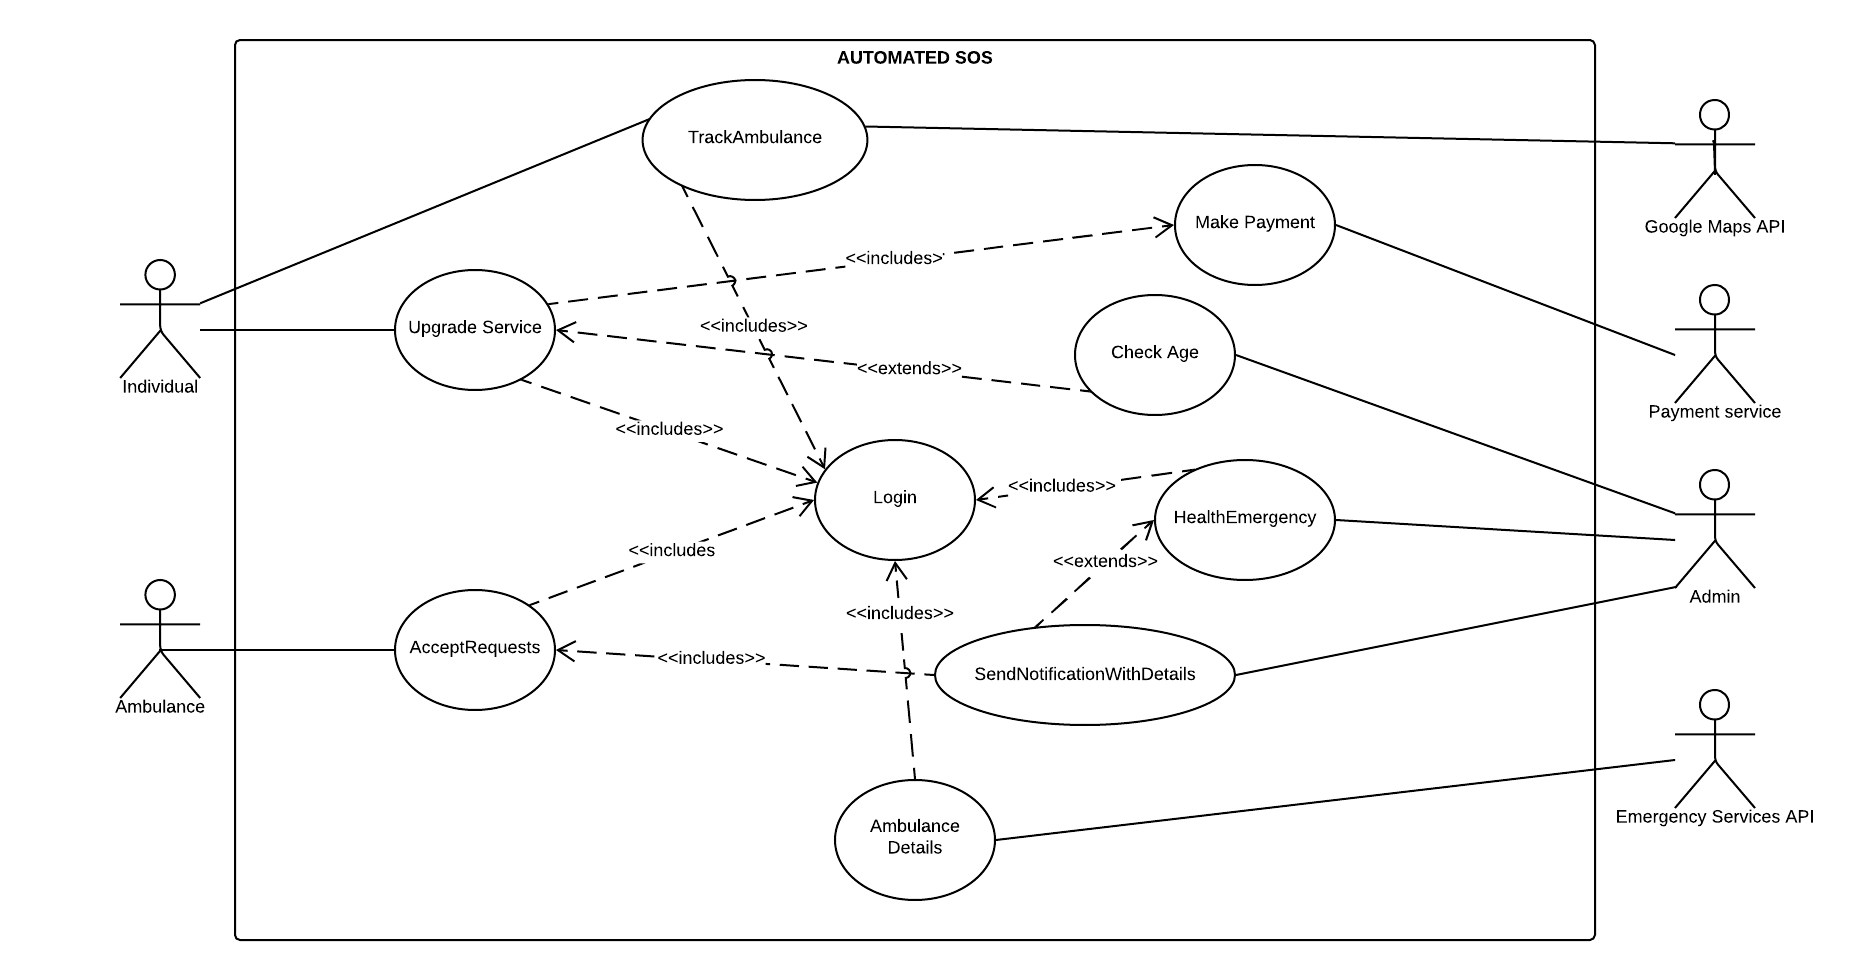 AUTOMATED SOS
TrackAmbulance
Make Payment
Google Maps API
<<includes>
<<includes>>
Upgrade Service
Check Age
<<extends>>
Individual
Payment service
<<includes>>
Login
<<includes>>
HealthEmergency
<<includes
<<extends>>
Admin
<<includes>>
AcceptRequests
<<includes>>
SendNotificationWithDetails
Ambulance
Emergency Services API
Ambulance
Details